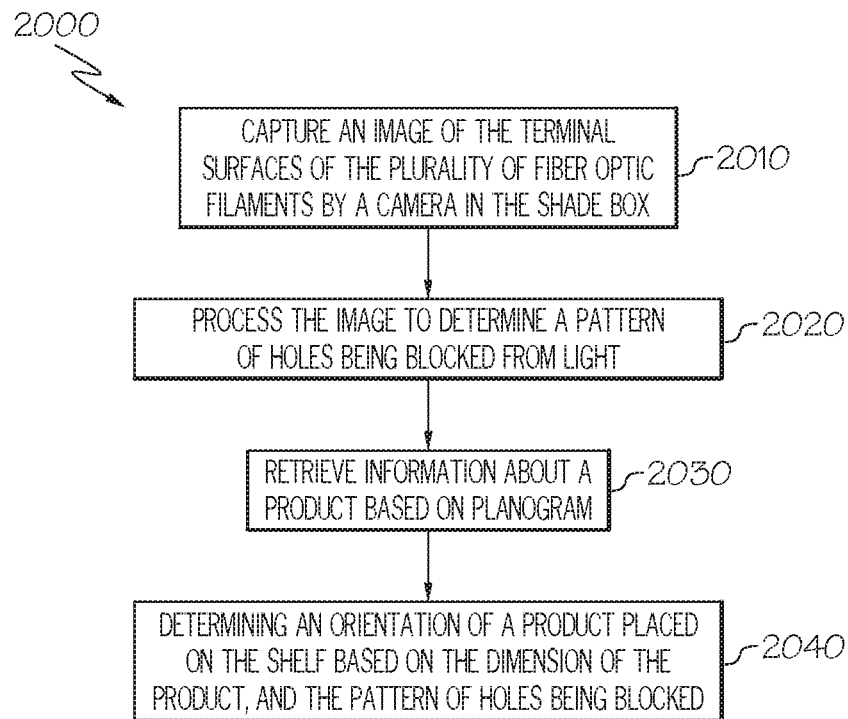 2000
CAPTURE AN IMAGE OF THE TERMINAL
SURFACES OF THE PLURALITY OF FIBER OPTIC
FILAMENTS BY A CAMERA IN THE SHADE BOX
2010
PROCESS THE IMAGE TO DETERMINE A PATTERN
OF HOLES BEING BLOCKED FROM LIGHT
2020
RETRIEVE INFORMATION ABOUT A
PRODUCT BASED ON PLANOGRAM
2030
DETERMINING AN ORIENTATION OF A PRODUCT PLACED
ON THE SHELF BASED ON THE DIMENSION OF THE
PRODUCT, AND THE PATTERN OF HOLES BEING BLOCKED
2040